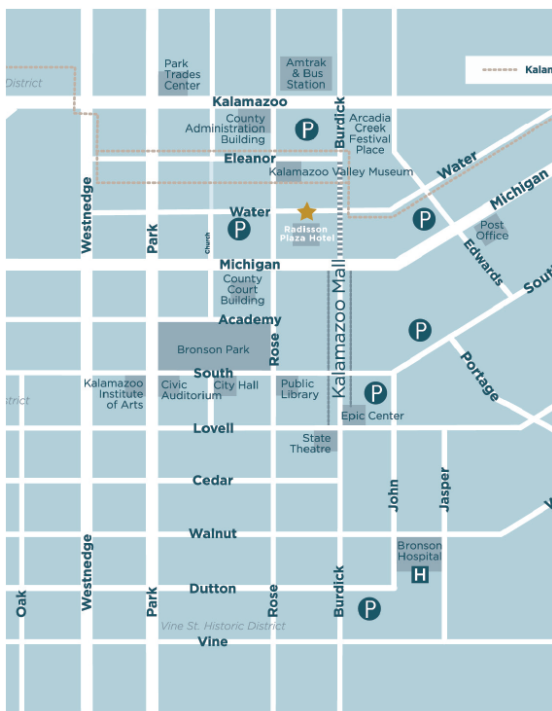 Park
Trades
Center
Amtrak
& Bus
Station
District
Kalam
Kalamazoo
Burdick
County
Administration
Building
P
Arcadia
Creek
Festival
Place
Eleanor
Kalamazoo Valley Museum
Water
Michigan
Westnedge
Park
Church
Water
P
Radisson
Plaza Hotel
P
Post
Office
Edwards
Michigan
County
Court
Building
Kalamazoo Mall
South
Academy
Bronson Park
Rose
P
South
Portage
Kalamazoo
Institute
of Arts
Civic
Auditorium
City Hall
Public
Library
P
Epic Center
strict
Lovell
State
Theatre
Cedar
John
Jasper
Walnut
Bronson
Hospital
H
Westnedge
Oak
Park
Dutton
Rose
Burdick
P
Vine St. Historic District
Vine